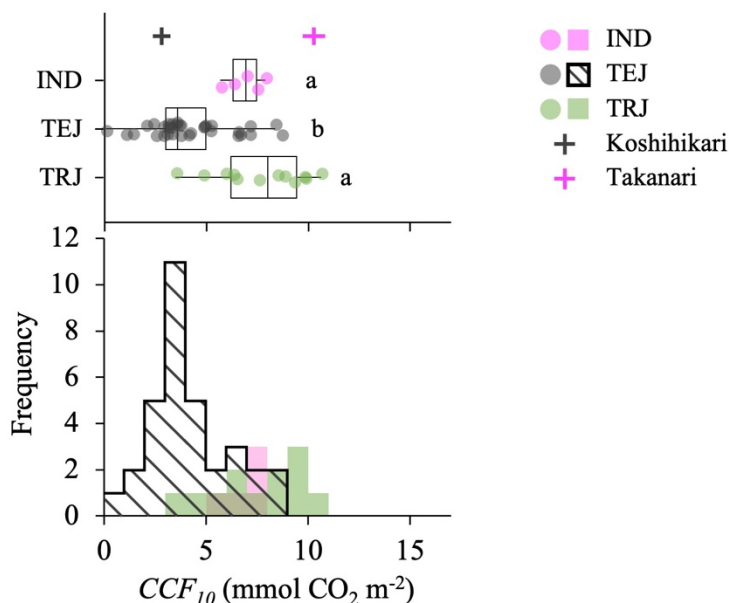 IND a
TEJ b
TRJ a
IND
TEJ
TRJ
Koshihikari
Takanari
12
10
8
6
4
2
0
Frequency
0 5 10 15
CCF₁₀ (mmol CO₂ m⁻²)